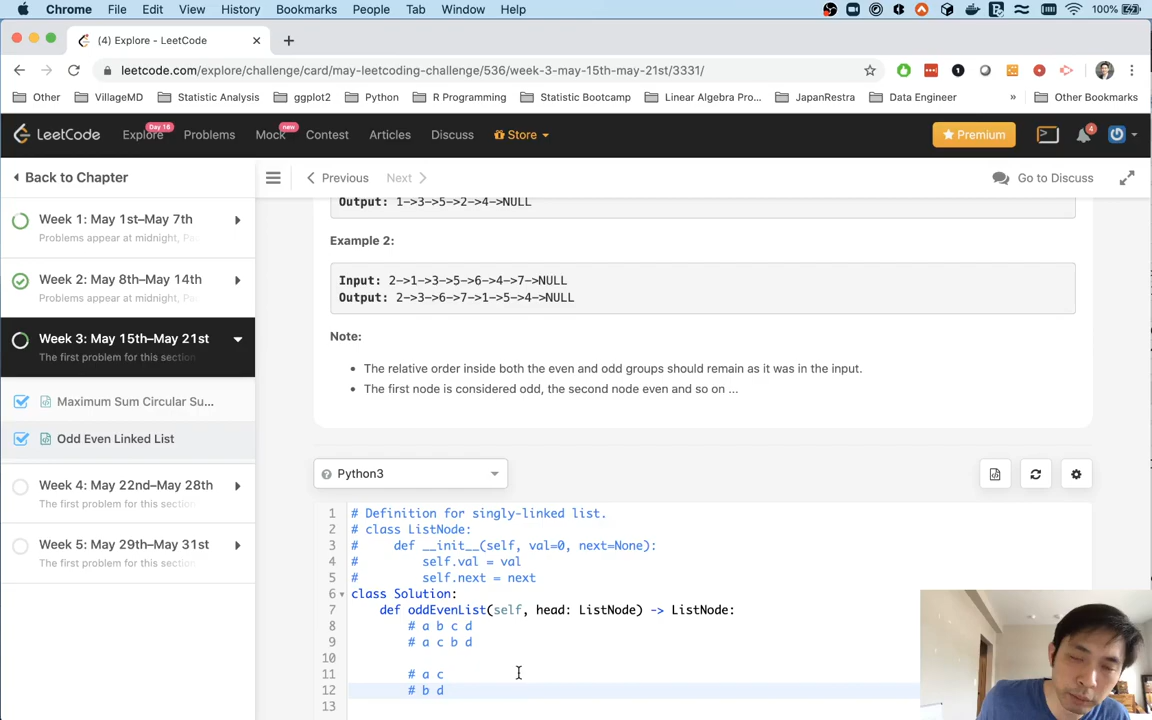 Chrome File Edit View History Bookmarks People Tab Window Help 100%
(4) Explore - LeetCode
leetcode.com/explore/challenge/card/may-leetcoding-challenge/536/week-3-may-15th-may-21st/3331/
Other VillageMD Statistic Analysis ggplot2 Python R Programming Statistic Bootcamp Linear Algebra Pro... JapanRestra Data Engineer » Other Bookmarks
LeetCode Explore Day 16 Problems Mock new Contest Articles Discuss Store Premium 4
Back to Chapter
Previous Next Go to Discuss
Week 1: May 1st–May 7th
Problems appear at midnight, Pa
Week 2: May 8th–May 14th
Problems appear at midnight, Pa
Week 3: May 15th–May 21st
The first problem for this section
Maximum Sum Circular Su...
Odd Even Linked List
Week 4: May 22nd–May 28th
The first problem for this section
Week 5: May 29th–May 31st
The first problem for this section
Output: 1->3->5->2->4->NULL
Example 2:
Input: 2->1->3->5->6->4->7->NULL
Output: 2->3->6->7->1->5->4->NULL
Note:
The relative order inside both the even and odd groups should remain as it was in the input.
The first node is considered odd, the second node even and so on ...
Python3
1 # Definition for singly-linked list.
2 # class ListNode:
3 #     def __init__(self, val=0, next=None):
4 #         self.val = val
5 #         self.next = next
6 class Solution:
7     def oddEvenList(self, head: ListNode) -> ListNode:
8         # a b c d
9         # a c b d
10
11         # a c
12         # b d
13